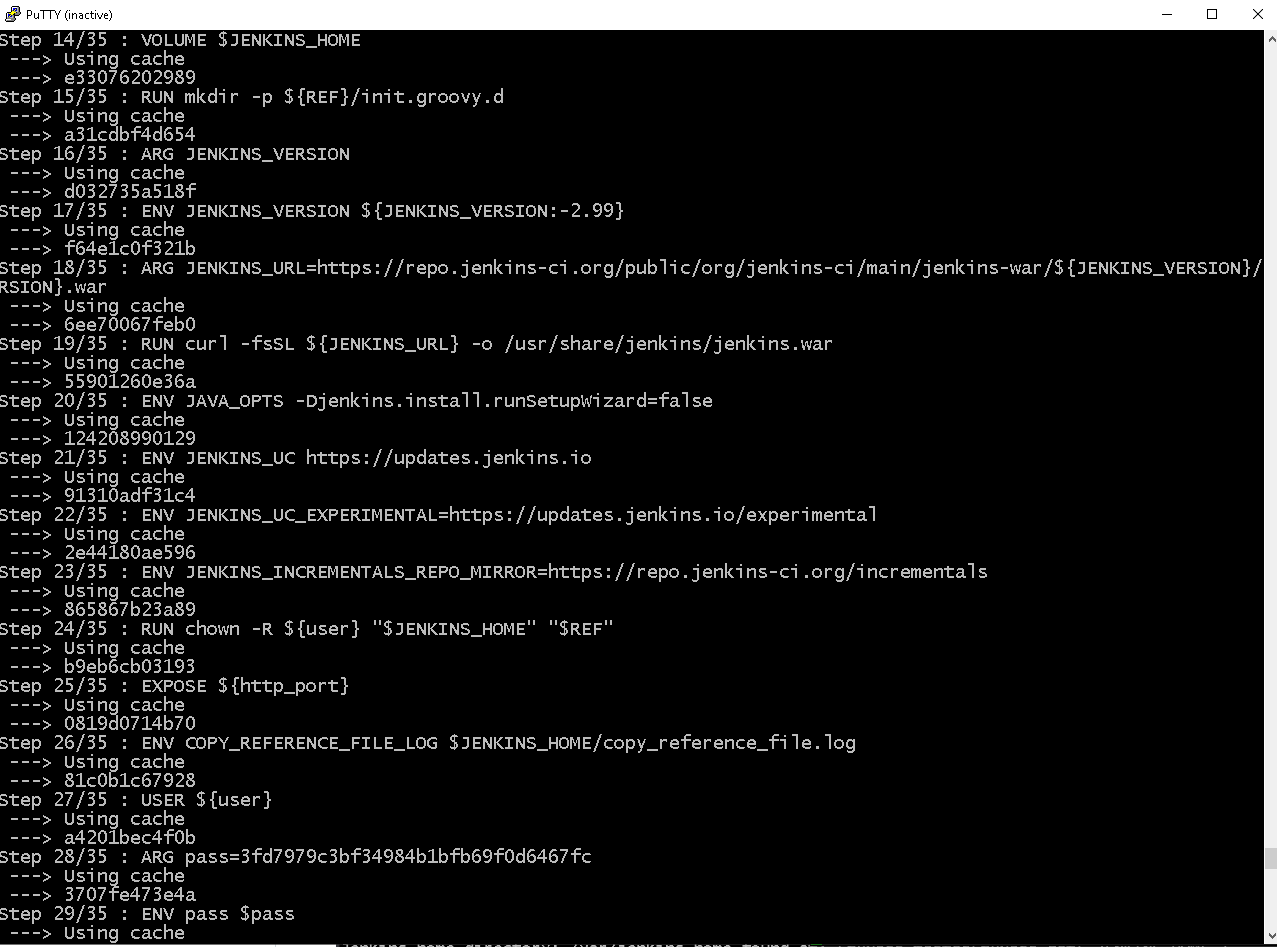 PuTTY (inactive)
Step 14/35 : VOLUME $JENKINS_HOME
 ---> Using cache
 ---> e33076202989
Step 15/35 : RUN mkdir -p ${REF}/init.groovy.d
 ---> Using cache
 ---> a31cdbf4d654
Step 16/35 : ARG JENKINS_VERSION
 ---> Using cache
 ---> d032735a518f
Step 17/35 : ENV JENKINS_VERSION ${JENKINS_VERSION:-2.99}
 ---> Using cache
 ---> f64e1c0f321b
Step 18/35 : ARG JENKINS_URL=https://repo.jenkins-ci.org/public/org/jenkins-ci/main/jenkins-war/${JENKINS_VERSION}/
RSION}.war
 ---> Using cache
 ---> 6ee70067feb0
Step 19/35 : RUN curl -fsSL ${JENKINS_URL} -o /usr/share/jenkins/jenkins.war
 ---> Using cache
 ---> 55901260e36a
Step 20/35 : ENV JAVA_OPTS -Djenkins.install.runSetupWizard=false
 ---> Using cache
 ---> 124208990129
Step 21/35 : ENV JENKINS_UC https://updates.jenkins.io
 ---> Using cache
 ---> 91310adf31c4
Step 22/35 : ENV JENKINS_UC_EXPERIMENTAL=https://updates.jenkins.io/experimental
 ---> Using cache
 ---> 2e44180ae596
Step 23/35 : ENV JENKINS_INCREMENTALS_REPO_MIRROR=https://repo.jenkins-ci.org/incrementals
 ---> Using cache
 ---> 865867b23a89
Step 24/35 : RUN chown -R ${user} "$JENKINS_HOME" "$REF"
 ---> Using cache
 ---> b9eb6cb03193
Step 25/35 : EXPOSE ${http_port}
 ---> Using cache
 ---> 0819d0714b70
Step 26/35 : ENV COPY_REFERENCE_FILE_LOG $JENKINS_HOME/copy_reference_file.log
 ---> Using cache
 ---> 81c0b1c67928
Step 27/35 : USER ${user}
 ---> Using cache
 ---> a4201bec4f0b
Step 28/35 : ARG pass=3fd7979c3bf34984b1bfb69f0d6467fc
 ---> Using cache
 ---> 3707fe473e4a
Step 29/35 : ENV pass $pass
 ---> Using cache